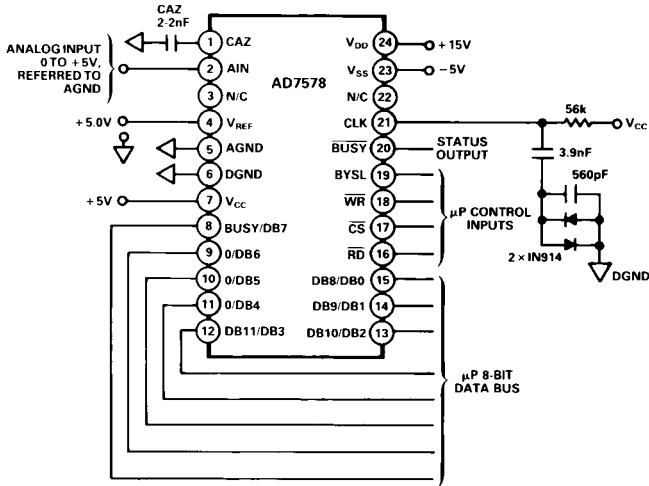 CAZ
2-2nF
ANALOG INPUT
0 TO +5V,
REFERRED TO
AGND
+5.0V
+5V
AD7578
1 CAZ
2 AIN
3 N/C
4 VREF
5 AGND
6 DGND
7 VCC
8 BUSY/DB7
9 0/DB6
10 0/DB5
11 0/DB4
12 DB11/DB3
VDD 24 +15V
VSS 23 -5V
N/C 22
CLK 21
BUSY 20 STATUS
OUTPUT
BYSL 19
WR 18
CS 17
RD 16
DB8/DB0 15
DB9/DB1 14
DB10/DB2 13
µP CONTROL
INPUTS
µP 8-BIT
DATA BUS
56k
VCC
3.9nF
560pF
2 × IN914
DGND